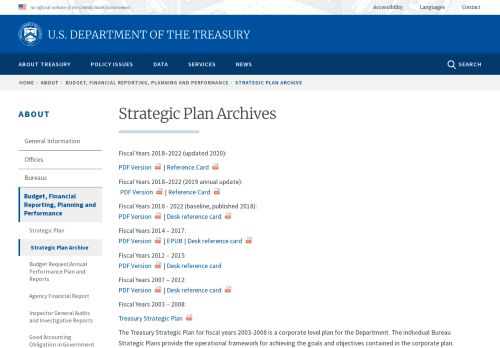 An official website of the United States Government
Accessibility Languages Contact
U.S. DEPARTMENT OF THE TREASURY
ABOUT TREASURY POLICY ISSUES DATA SERVICES NEWS SEARCH
HOME › ABOUT › BUDGET, FINANCIAL REPORTING, PLANNING AND PERFORMANCE › STRATEGIC PLAN ARCHIVE
ABOUT
General Information
Offices
Bureaus
Budget, Financial
Reporting, Planning and
Performance
Strategic Plan
Strategic Plan Archive
Budget Request/Annual
Performance Plan and
Reports
Agency Financial Report
Inspector General Audits
and Investigative Reports
Good Accounting
Obligation in Government
Strategic Plan Archives
Fiscal Years 2018–2022 (updated 2020):
PDF Version | Reference Card
Fiscal Years 2018–2022 (2019 annual update):
PDF Version | Reference Card
Fiscal Years 2018 - 2022 (baseline, published 2018):
PDF Version | Desk reference card
Fiscal Years 2014 – 2017:
PDF Version | EPUB | Desk reference card
Fiscal Years 2012 – 2015:
PDF Version | Desk reference card
Fiscal Years 2007 – 2012:
PDF Version | Desk reference card
Fiscal Years 2003 – 2008:
Treasury Strategic Plan
The Treasury Strategic Plan for fiscal years 2003-2008 is a corporate level plan for the Department. The individual Bureau
Strategic Plans provide the operational framework for achieving the goals and objectives contained in the corporate plan.